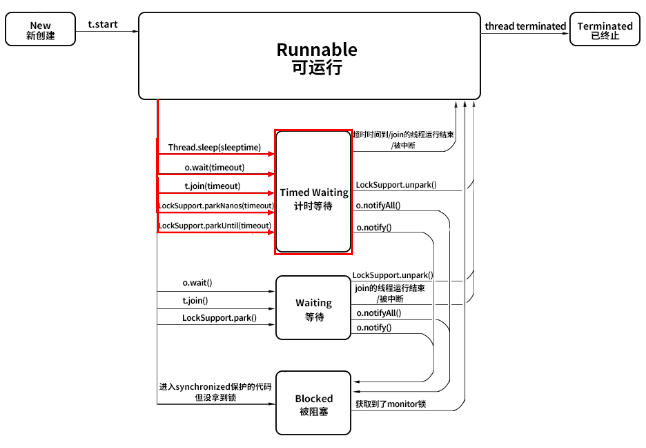 New
新创建
t.start
Runnable
可运行
thread terminated
Terminated
已终止
Thread.sleep(sleeptime)
o.wait(timeout)
t.join(timeout)
LockSupport.parkNanos(timeout)
LockSupport.parkUntil(timeout)
Timed Waiting
计时等待
超时时间到/join的线程运行结束
/被中断
LockSupport.unpark()
o.notifyAll()
o.notify()
o.wait()
t.join()
LockSupport.park()
Waiting
等待
LockSupport.unpark()
join的线程运行结束
/被中断
o.notifyAll()
o.notify()
进入synchronized保护的代码
但没拿到锁
Blocked
被阻塞
获取到了monitor锁